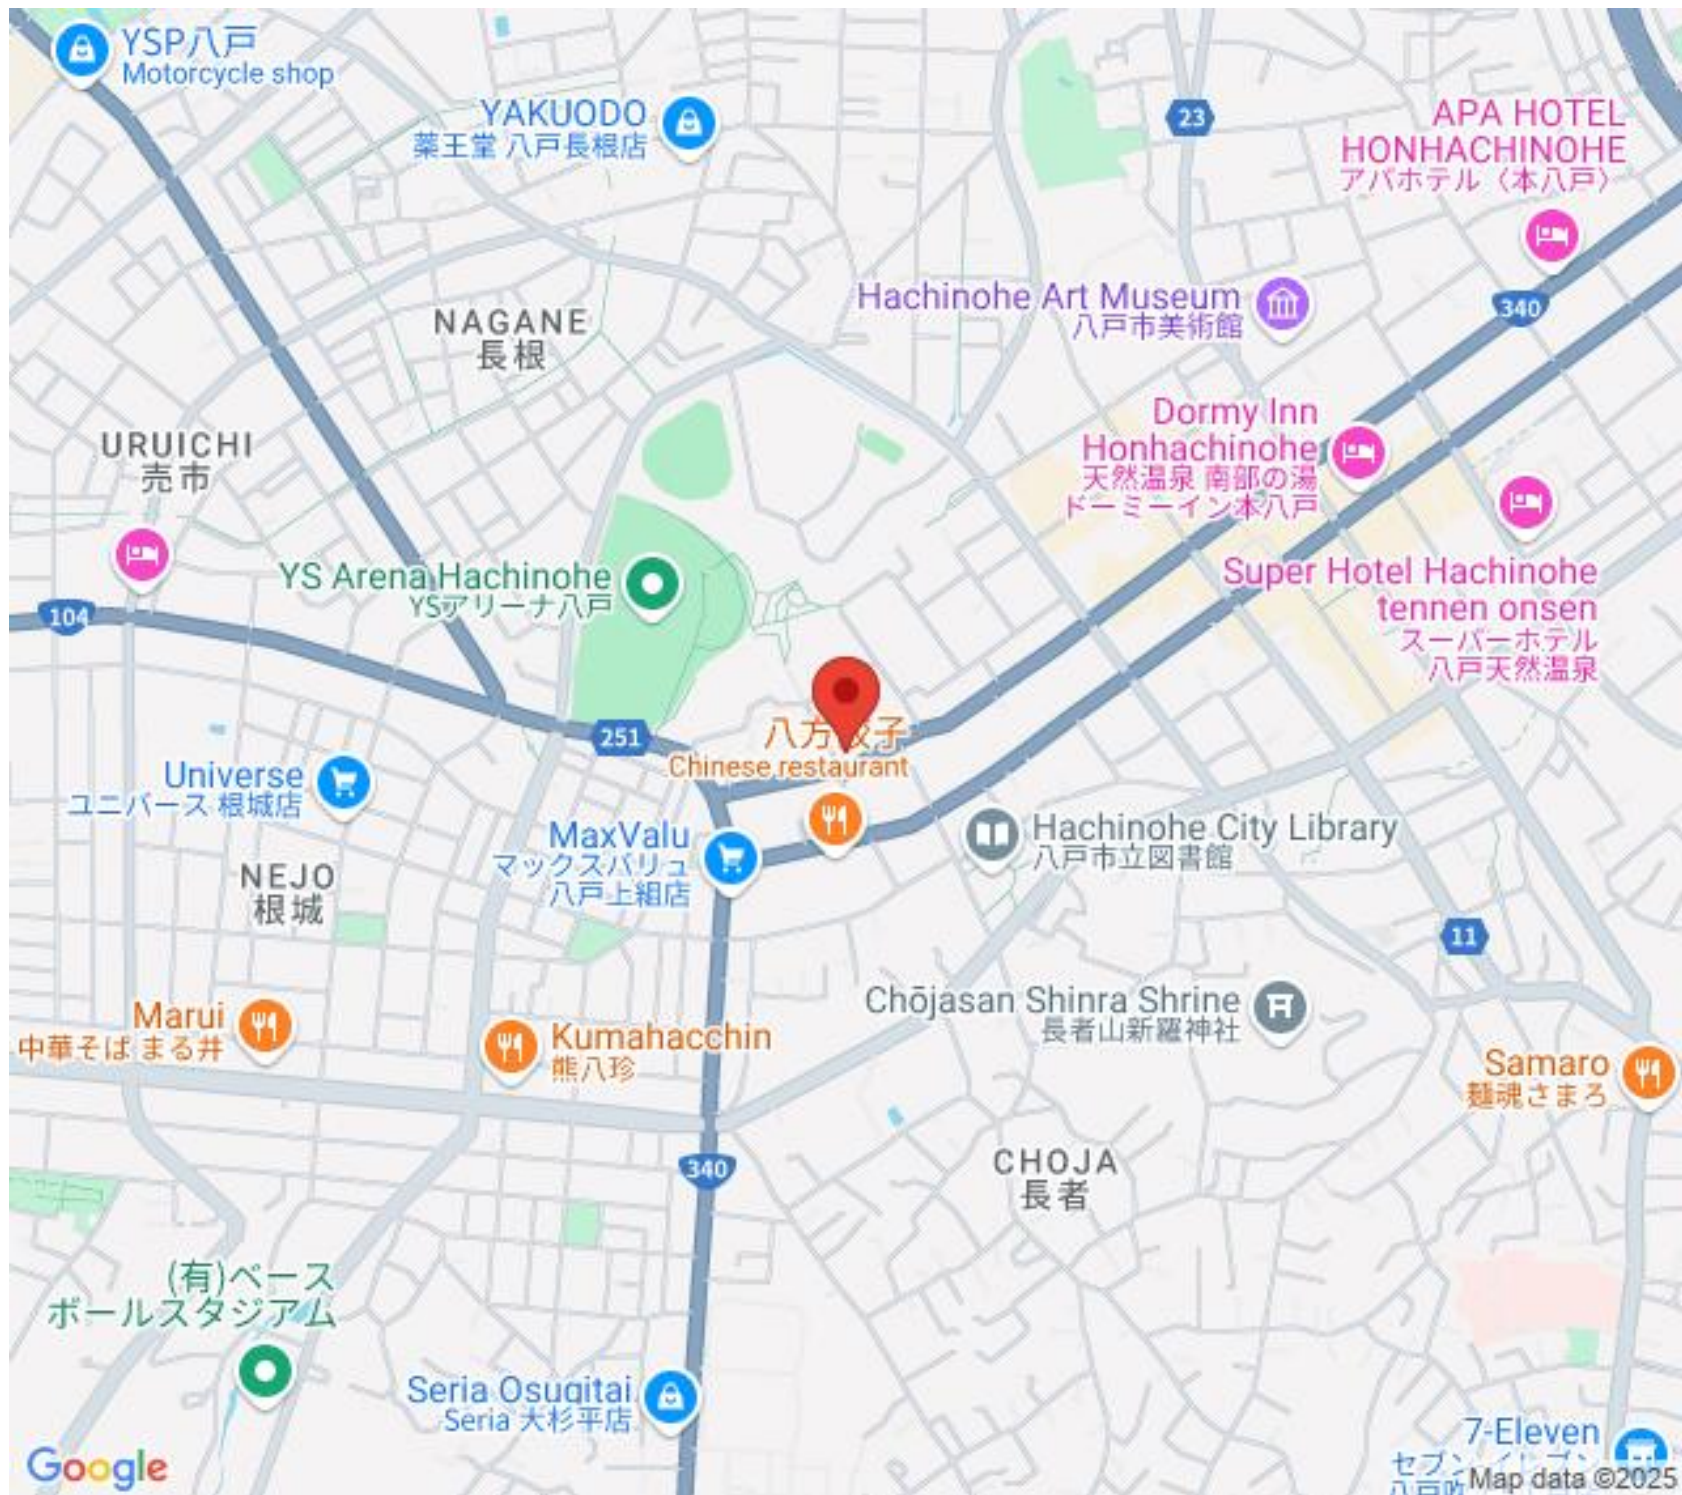 YSP八戸
Motorcycle shop
YAKUODO
薬王堂 八戸長根店
23
APA HOTEL
HONHACHINOHE
アパホテル〈本八戸〉
Hachinohe Art Museum
八戸市美術館
340
NAGANE
長根
URUICHI
売市
Dormy Inn
Honhachinohe
天然温泉 南部の湯
ドーミーイン本八戸
YS Arena Hachinohe
YSアリーナ八戸
Super Hotel Hachinohe
tennen onsen
スーパーホテル
八戸天然温泉
104
251
八方 子
Chinese restaurant
Universe
ユニバース 根城店
MaxValu
マックスバリュ
八戸上組店
Hachinohe City Library
八戸市立図書館
NEJO
根城
11
Chōjasan Shinra Shrine
長者山新羅神社
Marui
中華そば まる井
Kumahacchin
熊八珍
Samaro
麺魂さまろ
340
CHOJA
長者
(有)ベース
ボールスタジアム
Seria Osugitai
Seria 大杉平店
7-Eleven
セブン-イレブン
Google
Map data ©2025